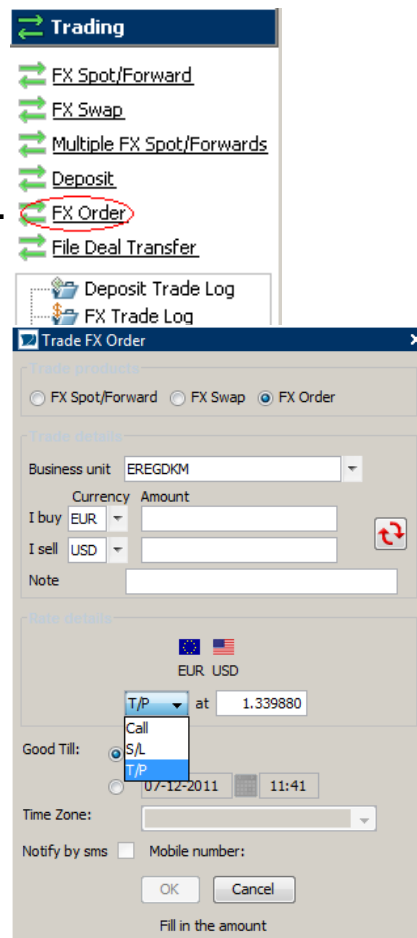 Trading
FX Spot/Forward
FX Swap
Multiple FX Spot/Forwards
Deposit
FX Order
File Deal Transfer
Deposit Trade Log
FX Trade Log
Trade FX Order
Trade products
FX Spot/Forward FX Swap FX Order
Trade details
Business unit EREGDKM
Currency Amount
I buy EUR
I sell USD
Note
Rate details
EUR USD
T/P at 1.339880
Call
Good Till: S/L
T/P
07-12-2011 11:41
Time Zone:
Notify by sms Mobile number:
OK Cancel
Fill in the amount